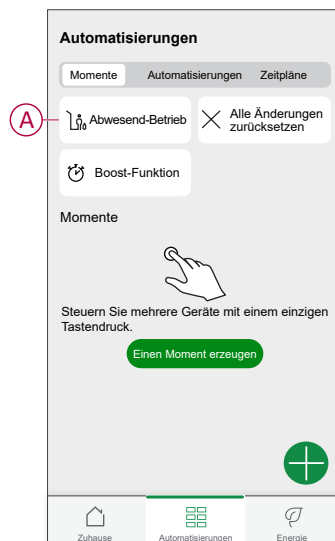 Automatisierungen
Momente Automatisierungen Zeitpläne
A
Abwesend-Betrieb
Alle Änderungen
zurücksetzen
Boost-Funktion
Momente
Steuern Sie mehrere Geräte mit einem einzigen
Tastendruck.
Einen Moment erzeugen
Zuhause Automatisierungen Energie